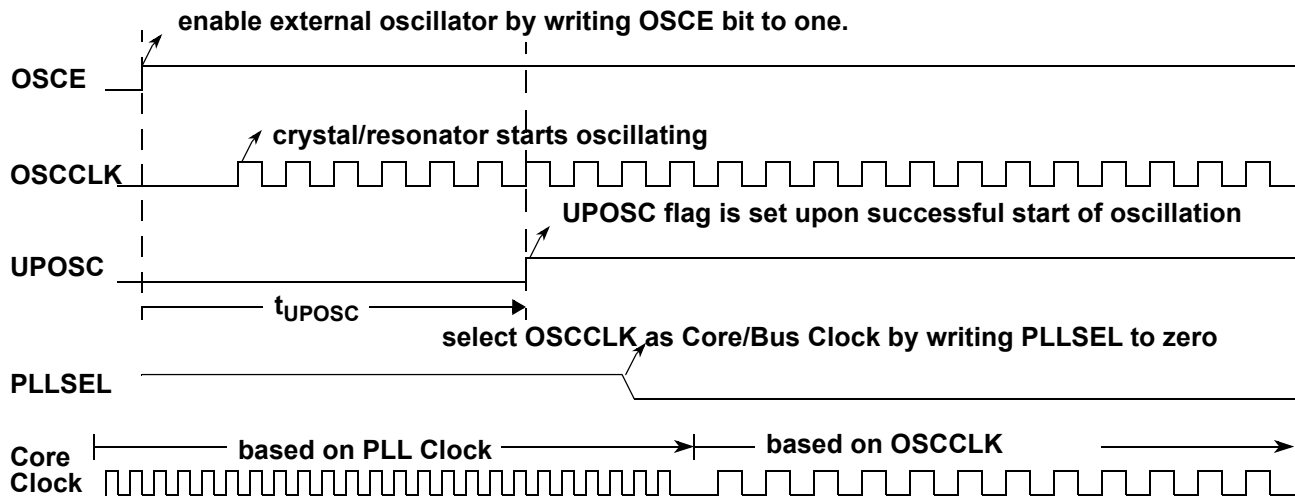 enable external oscillator by writing OSCE bit to one.
OSCE
crystal/resonator starts oscillating
OSCCLK
UPOSC flag is set upon successful start of oscillation
UPOSC
tUPOSC
select OSCCLK as Core/Bus Clock by writing PLLSEL to zero
PLLSEL
based on PLL Clock
based on OSCCLK
Core
Clock